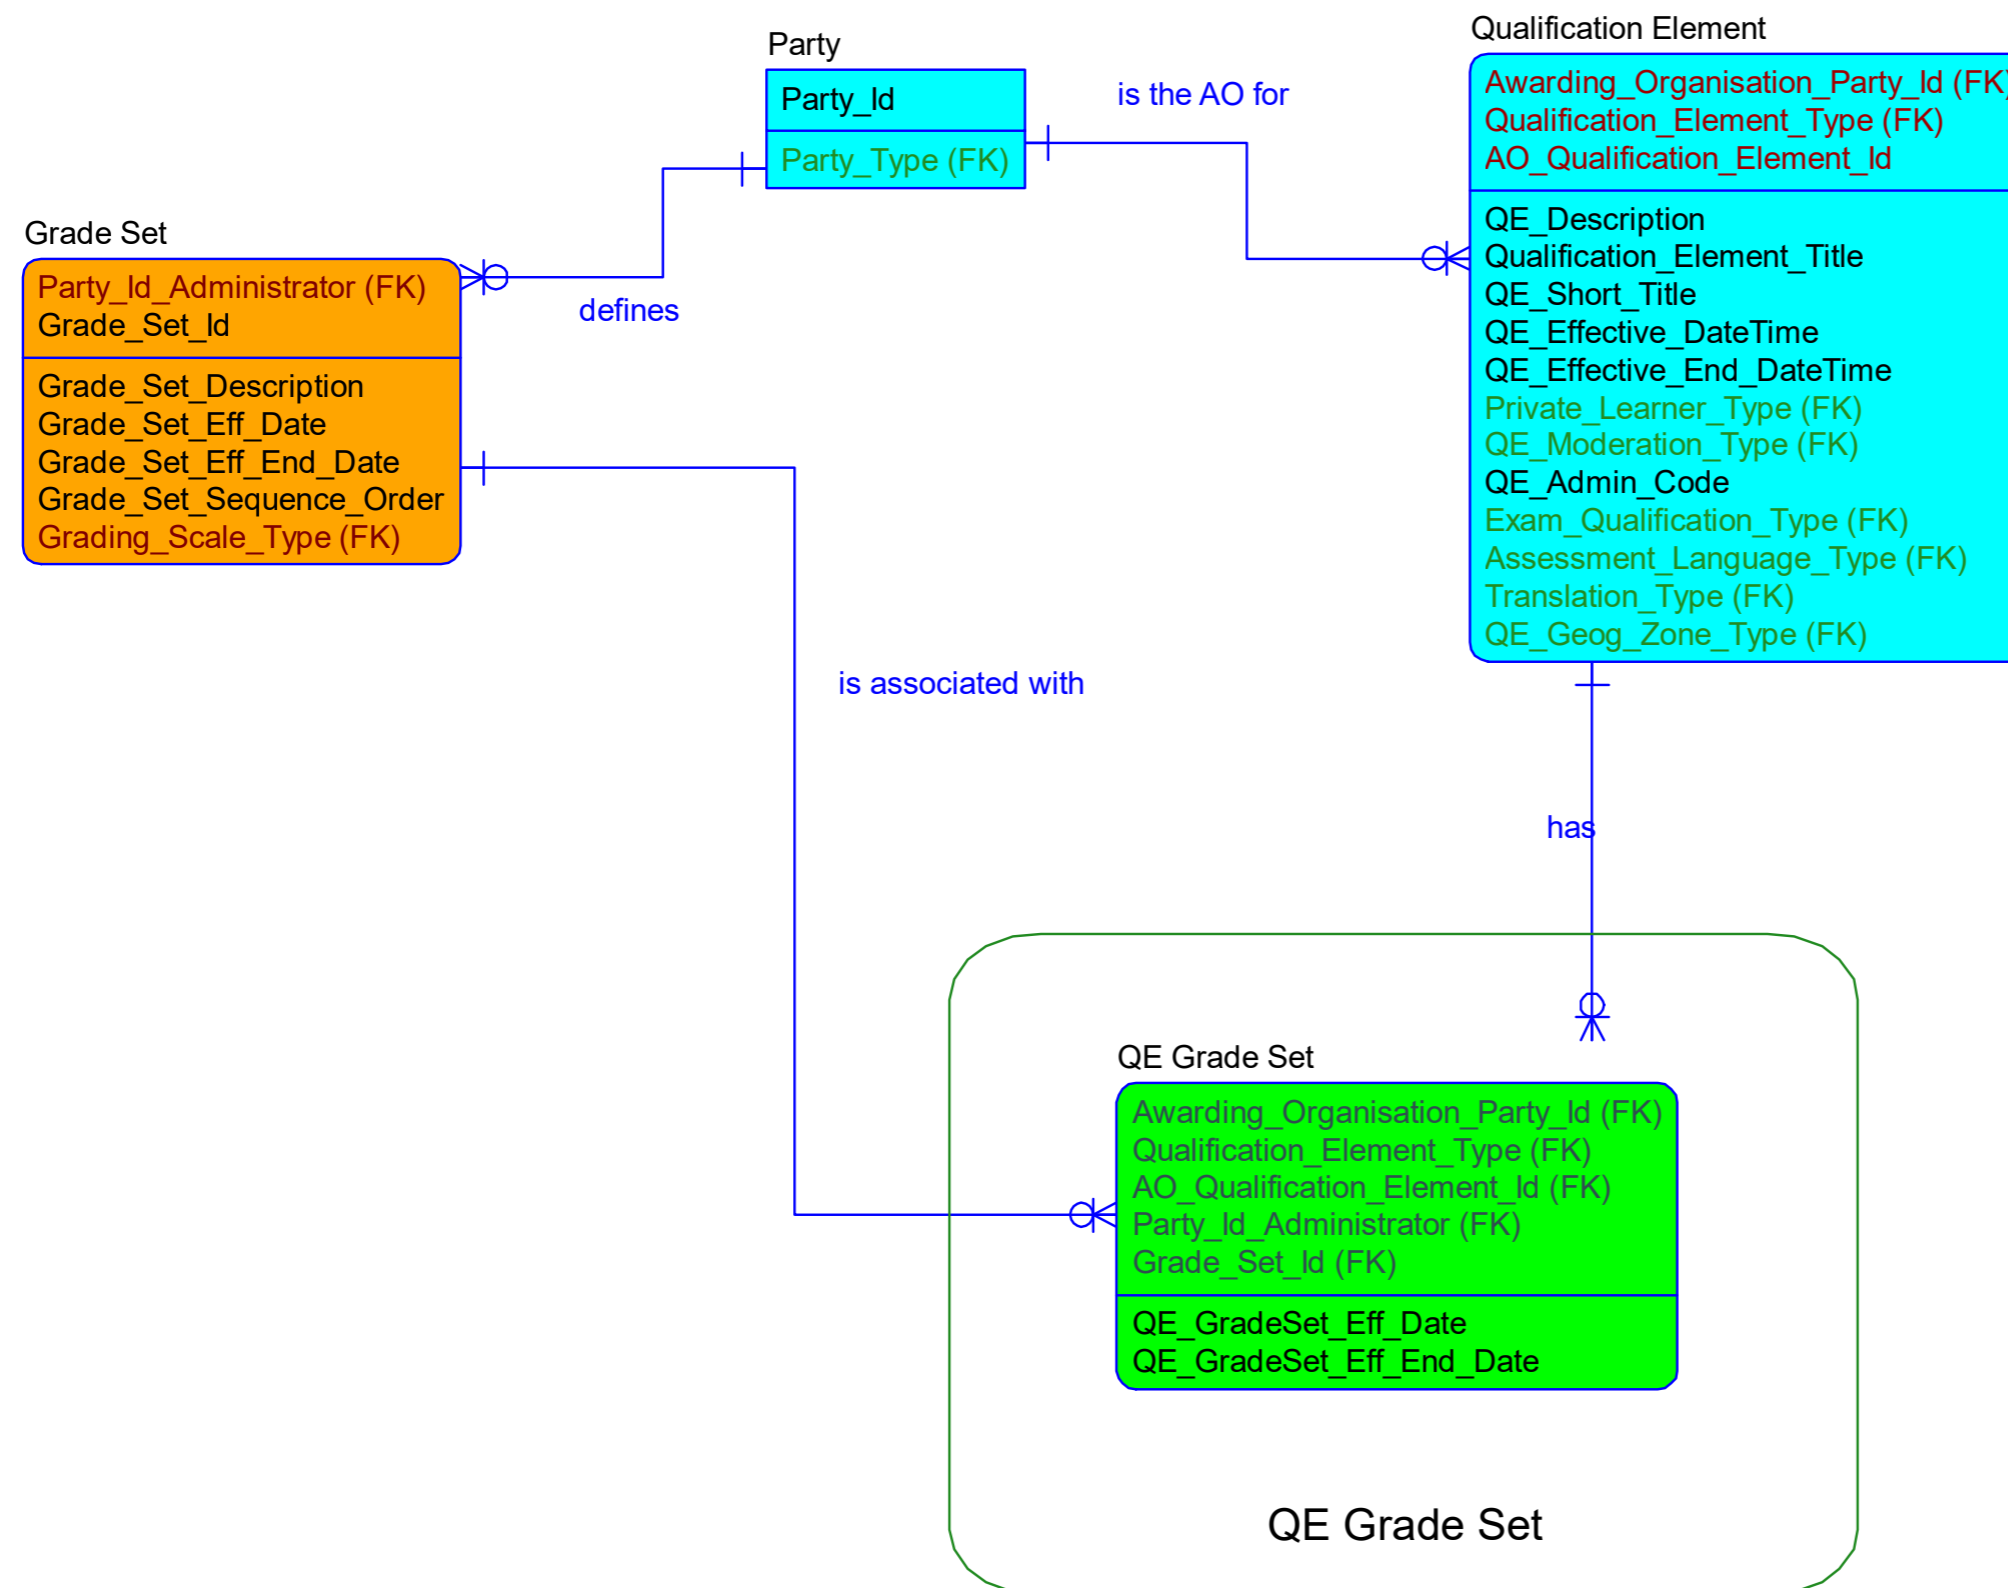 Party
Party_Id
Party_Type (FK)
is the AO for
Qualification Element
Awarding_Organisation_Party_Id (FK)
Qualification_Element_Type (FK)
AO_Qualification_Element_Id
QE_Description
Qualification_Element_Title
QE_Short_Title
QE_Effective_DateTime
QE_Effective_End_DateTime
Private_Learner_Type (FK)
QE_Moderation_Type (FK)
QE_Admin_Code
Exam_Qualification_Type (FK)
Assessment_Language_Type (FK)
Translation_Type (FK)
QE_Geog_Zone_Type (FK)
Grade Set
Party_Id_Administrator (FK)
Grade_Set_Id
Grade_Set_Description
Grade_Set_Eff_Date
Grade_Set_Eff_End_Date
Grade_Set_Sequence_Order
Grading_Scale_Type (FK)
defines
is associated with
has
QE Grade Set
Awarding_Organisation_Party_Id (FK)
Qualification_Element_Type (FK)
AO_Qualification_Element_Id (FK)
Party_Id_Administrator (FK)
Grade_Set_Id (FK)
QE_GradeSet_Eff_Date
QE_GradeSet_Eff_End_Date
QE Grade Set